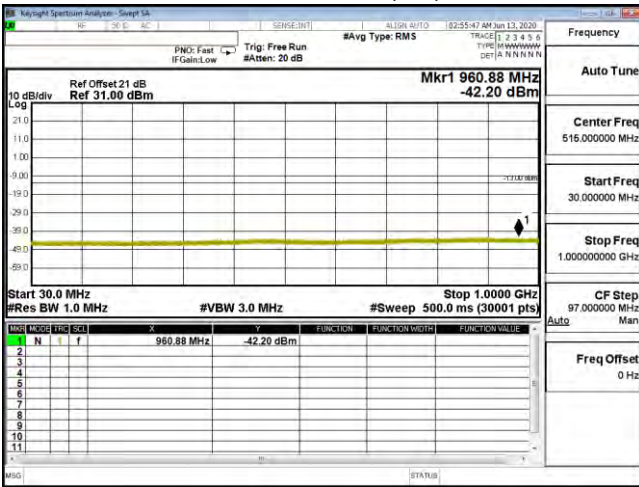 Keysight Spectrum Analyzer - Swept SA
RF 50 Ω AC SENSE:INT ALIGN AUTO 02:55:47 AM Jun 13, 2020
PNO: Fast Trig: Free Run #Avg Type: RMS TRACE 1 2 3 4 5 6
IFGain:Low #Atten: 20 dB TYPE M WWWWW
DET A NNNNN
Frequency
Auto Tune
Ref Offset 21 dB Mkr1 960.88 MHz
10 dB/div Ref 31.00 dBm -42.20 dBm
Log
21.0
11.0
1.00
-9.00
-13.00 dBm
-19.0
-29.0
1
-39.0
-49.0
-59.0
Center Freq
515.000000 MHz
Start Freq
30.000000 MHz
Stop Freq
1.000000000 GHz
Start 30.0 MHz Stop 1.0000 GHz
#Res BW 1.0 MHz #VBW 3.0 MHz #Sweep 500.0 ms (30001 pts)
CF Step
97.000000 MHz
Auto Man
MKR MODE TRC SCL X Y FUNCTION FUNCTION WIDTH FUNCTION VALUE
1 N 1 f 960.88 MHz -42.20 dBm
2
3
4
5
6
7
8
9
10
11
Freq Offset
0 Hz
MSG STATUS